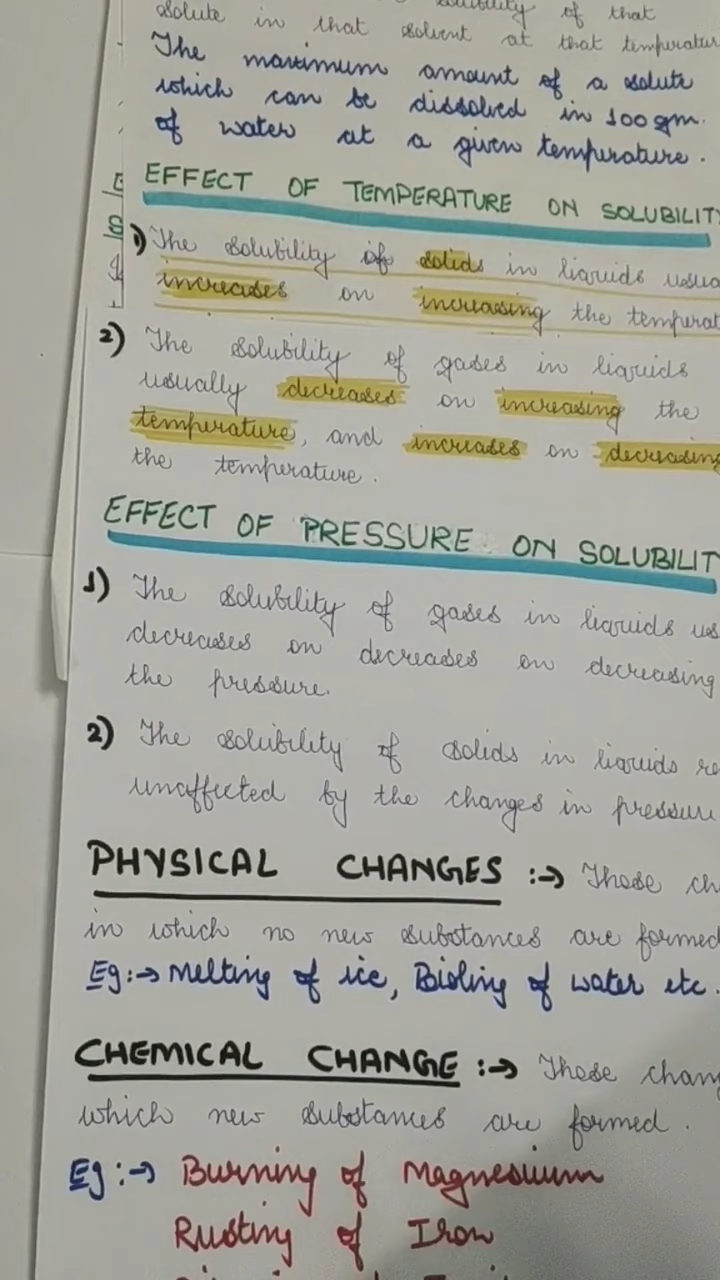 of that
solute in that solvent at that temperatur
The maximum amount of a solute
which can be dissolved in 100 gm.
of water at a given temperature.
EFFECT OF TEMPERATURE ON SOLUBILITY
1) The solubility of solids in liquids usua
increases on increasing the temperat
2) The solubility of gases in liquids
usually decreases on increasing the
temperature, and increases on decreasing
the temperature.
EFFECT OF PRESSURE ON SOLUBILIT
1) The solubility of gases in liquids us
decreases on decreases on decreasing
the pressure.
2) The solubility of solids in liquids re
unaffected by the changes in pressure
PHYSICAL CHANGES :→ Those ch
in which no new substances are formed
Eg:→ Melting of ice, Bioling of water etc.
CHEMICAL CHANGE :→ Those chan
which new substances are formed.
Eg:→ Burning of Magnesium
Rusting of Iron